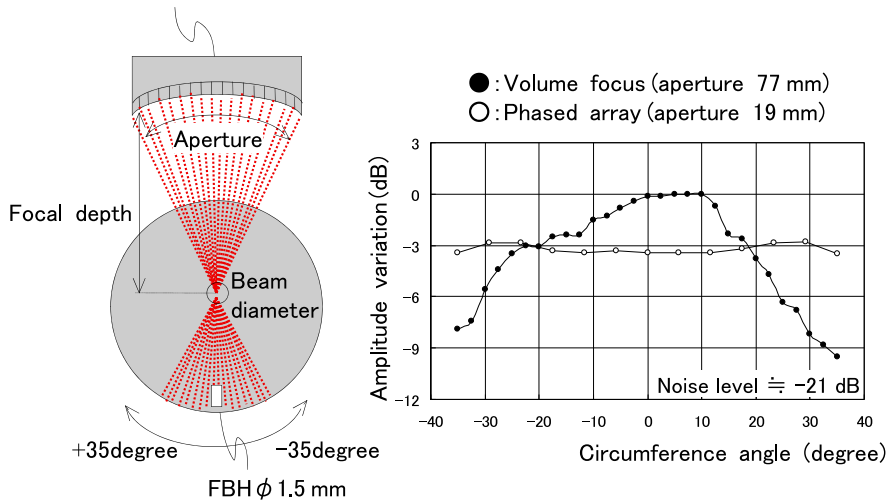 Aperture
Focal depth
Beam
diameter
+35degree
-35degree
FBHφ1.5 mm
●:Volume focus(aperture 77 mm)
○:Phased array(aperture 19 mm)
Amplitude variation(dB)
3
0
-3
-6
-9
-12
Noise level ≒ -21 dB
-40 -30 -20 -10 0 10 20 30 40
Circumference angle (degree)